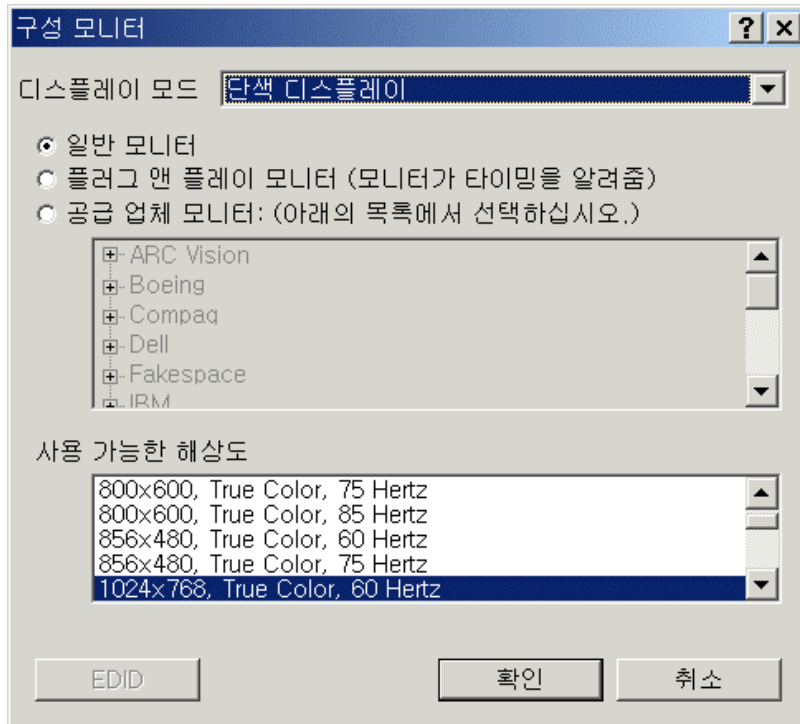 구성 모니터
디스플레이 모드 단색 디스플레이
일반 모니터
플러그 앤 플레이 모니터 (모니터가 타이밍을 알려줌)
공급 업체 모니터: (아래의 목록에서 선택하십시오.)
ARC Vision
Boeing
Compaq
Dell
Fakespace
IBM
사용 가능한 해상도
800x600, True Color, 75 Hertz
800x600, True Color, 85 Hertz
856x480, True Color, 60 Hertz
856x480, True Color, 75 Hertz
1024x768, True Color, 60 Hertz
EDID 확인 취소